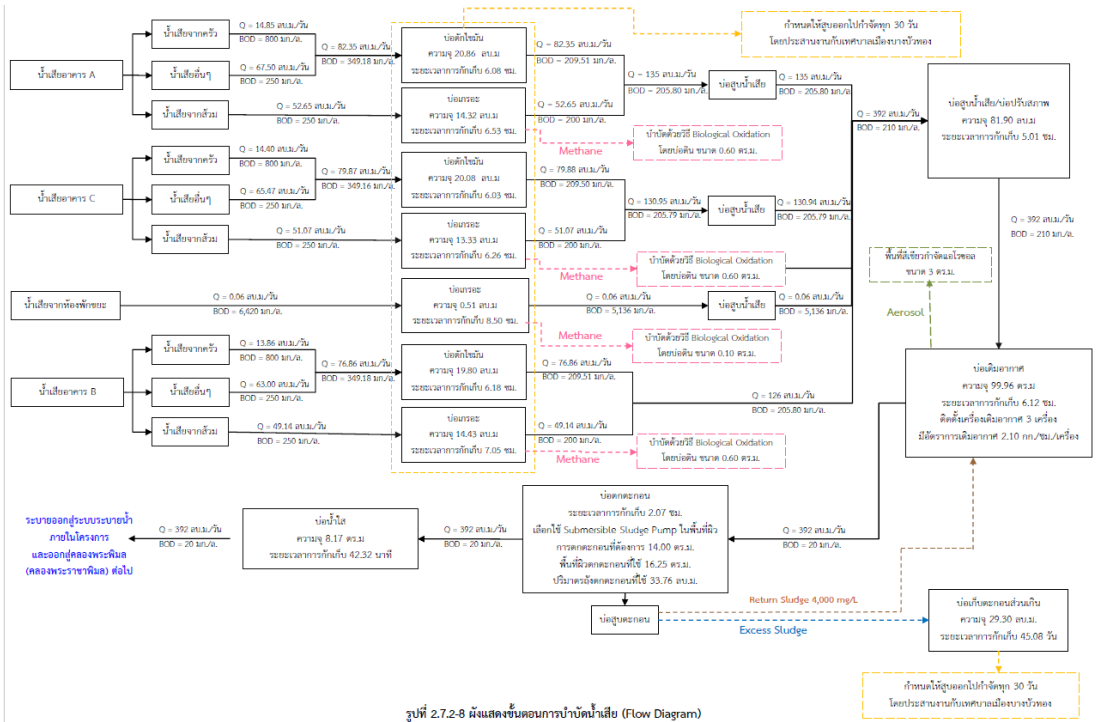 น้ำเสียอาคาร A
น้ำเสียจากครัว
น้ำเสียอื่นๆ
น้ำเสียจากส้วม
Q = 14.85 ลบ.ม/วัน
BOD = 800 มก./ล.
Q = 67.50 ลบ.ม/วัน
BOD = 250 มก./ล.
Q = 82.35 ลบ.ม./วัน
BOD = 349.18 มก./ล.
Q = 52.65 ลบ.ม/วัน
BOD = 250 มก./ล.
บ่อดักไขมัน
ความจุ 20.86 ลบ.ม
ระยะเวลาการกักเก็บ 6.08 ชม.
บ่อเกรอะ
ความจุ 14.32 ลบ.ม
ระยะเวลาการกักเก็บ 6.53 ชม.
กำหนดให้สูบออกไปกำจัดทุก 30 วัน
โดยประสานงานกับเทศบาลเมืองบางบัวทอง
Q = 82.35 ลบ.ม./วัน
BOD = 209.51 มก./ล.
Q = 52.65 ลบ.ม/วัน
BOD = 200 มก./ล.
Q = 135 ลบ.ม/วัน
BOD = 205.80 มก./ล.
บ่อสูบน้ำเสีย
Q = 135 ลบ.ม/วัน
BOD = 205.80 มก./ล.
Methane
บำบัดด้วยวิธี Biological Oxidation
โดยบ่อดิน ขนาด 0.60 ตร.ม.
Q = 392 ลบ.ม/วัน
BOD = 210 มก./ล.
บ่อสูบน้ำเสีย/บ่อปรับสภาพ
ความจุ 81.90 ลบ.ม
ระยะเวลาการกักเก็บ 5.01 ชม.
Q = 392 ลบ.ม/วัน
BOD = 210 มก./ล.
น้ำเสียอาคาร C
น้ำเสียจากครัว
น้ำเสียอื่นๆ
น้ำเสียจากส้วม
Q = 14.40 ลบ.ม/วัน
BOD = 800 มก./ล.
Q = 65.47 ลบ.ม/วัน
BOD = 250 มก./ล.
Q = 79.87 ลบ.ม./วัน
BOD = 349.16 มก./ล.
Q = 51.07 ลบ.ม/วัน
BOD = 250 มก./ล.
บ่อดักไขมัน
ความจุ 20.08 ลบ.ม
ระยะเวลาการกักเก็บ 6.03 ชม.
บ่อเกรอะ
ความจุ 13.33 ลบ.ม
ระยะเวลาการกักเก็บ 6.26 ชม.
Q = 79.88 ลบ.ม/วัน
BOD = 209.50 มก./ล.
Q = 51.07 ลบ.ม/วัน
BOD = 200 มก./ล.
Q = 130.95 ลบ.ม/วัน
BOD = 205.79 มก./ล.
บ่อสูบน้ำเสีย
Q = 130.94 ลบ.ม/วัน
BOD = 205.79 มก./ล.
Methane
บำบัดด้วยวิธี Biological Oxidation
โดยบ่อดิน ขนาด 0.60 ตร.ม.
พื้นที่สีเขียวกำจัดแอโรซอล
ขนาด 3 ตร.ม.
Aerosol
น้ำเสียจากห้องพักขยะ
Q = 0.06 ลบ.ม/วัน
BOD = 6,420 มก./ล.
บ่อเกรอะ
ความจุ 0.51 ลบ.ม
ระยะเวลาการกักเก็บ 8.50 ชม.
Q = 0.06 ลบ.ม/วัน
BOD = 5,136 มก./ล.
บ่อสูบน้ำเสีย
Q = 0.06 ลบ.ม/วัน
BOD = 5,136 มก./ล.
Methane
บำบัดด้วยวิธี Biological Oxidation
โดยบ่อดิน ขนาด 0.10 ตร.ม.
น้ำเสียอาคาร B
น้ำเสียจากครัว
น้ำเสียอื่นๆ
น้ำเสียจากส้วม
Q = 13.86 ลบ.ม/วัน
BOD = 800 มก./ล.
Q = 63.00 ลบ.ม/วัน
BOD = 250 มก./ล.
Q = 76.86 ลบ.ม./วัน
BOD = 349.18 มก./ล.
Q = 49.14 ลบ.ม/วัน
BOD = 250 มก./ล.
บ่อดักไขมัน
ความจุ 19.80 ลบ.ม
ระยะเวลาการกักเก็บ 6.18 ชม.
บ่อเกรอะ
ความจุ 14.43 ลบ.ม
ระยะเวลาการกักเก็บ 7.05 ชม.
Q = 76.86 ลบ.ม/วัน
BOD = 209.51 มก./ล.
Q = 49.14 ลบ.ม/วัน
BOD = 200 มก./ล.
Q = 126 ลบ.ม/วัน
BOD = 205.80 มก./ล.
Methane
บำบัดด้วยวิธี Biological Oxidation
โดยบ่อดิน ขนาด 0.60 ตร.ม.
บ่อเติมอากาศ
ความจุ 99.96 ตร.ม
ระยะเวลาการกักเก็บ 6.12 ชม.
ติดตั้งเครื่องเติมอากาศ 3 เครื่อง
มีอัตราการเติมอากาศ 2.10 กก./ชม./เครื่อง
Q = 392 ลบ.ม/วัน
BOD = 20 มก./ล.
บ่อตกตะกอน
ระยะเวลาการกักเก็บ 2.07 ชม.
เลือกใช้ Submersible Sludge Pump ในพื้นที่ผิว
การตกตะกอนที่ต้องการ 14.00 ตร.ม.
พื้นที่ผิวตกตะกอนที่ใช้ 16.25 ตร.ม.
ปริมาตรถังตกตะกอนที่ใช้ 33.76 ลบ.ม.
Q = 392 ลบ.ม/วัน
BOD = 20 มก./ล.
บ่อน้ำใส
ความจุ 8.17 ตร.ม
ระยะเวลาการกักเก็บ 42.32 นาที
Q = 392 ลบ.ม./วัน
BOD = 20 มก./ล.
ระบายออกสู่ระบบระบายน้ำ
ภายในโครงการ
และออกสู่คลองพระพิมล
(คลองพระราชาพิมล) ต่อไป
บ่อสูบตะกอน
Return Sludge 4,000 mg/L
Excess Sludge
บ่อเก็บตะกอนส่วนเกิน
ความจุ 29.30 ลบ.ม.
ระยะเวลาการกักเก็บ 45.08 วัน
กำหนดให้สูบออกไปกำจัดทุก 30 วัน
โดยประสานงานกับเทศบาลเมืองบางบัวทอง
รูปที่ 2.7.2-8 ผังแสดงขั้นตอนการบำบัดน้ำเสีย (Flow Diagram)